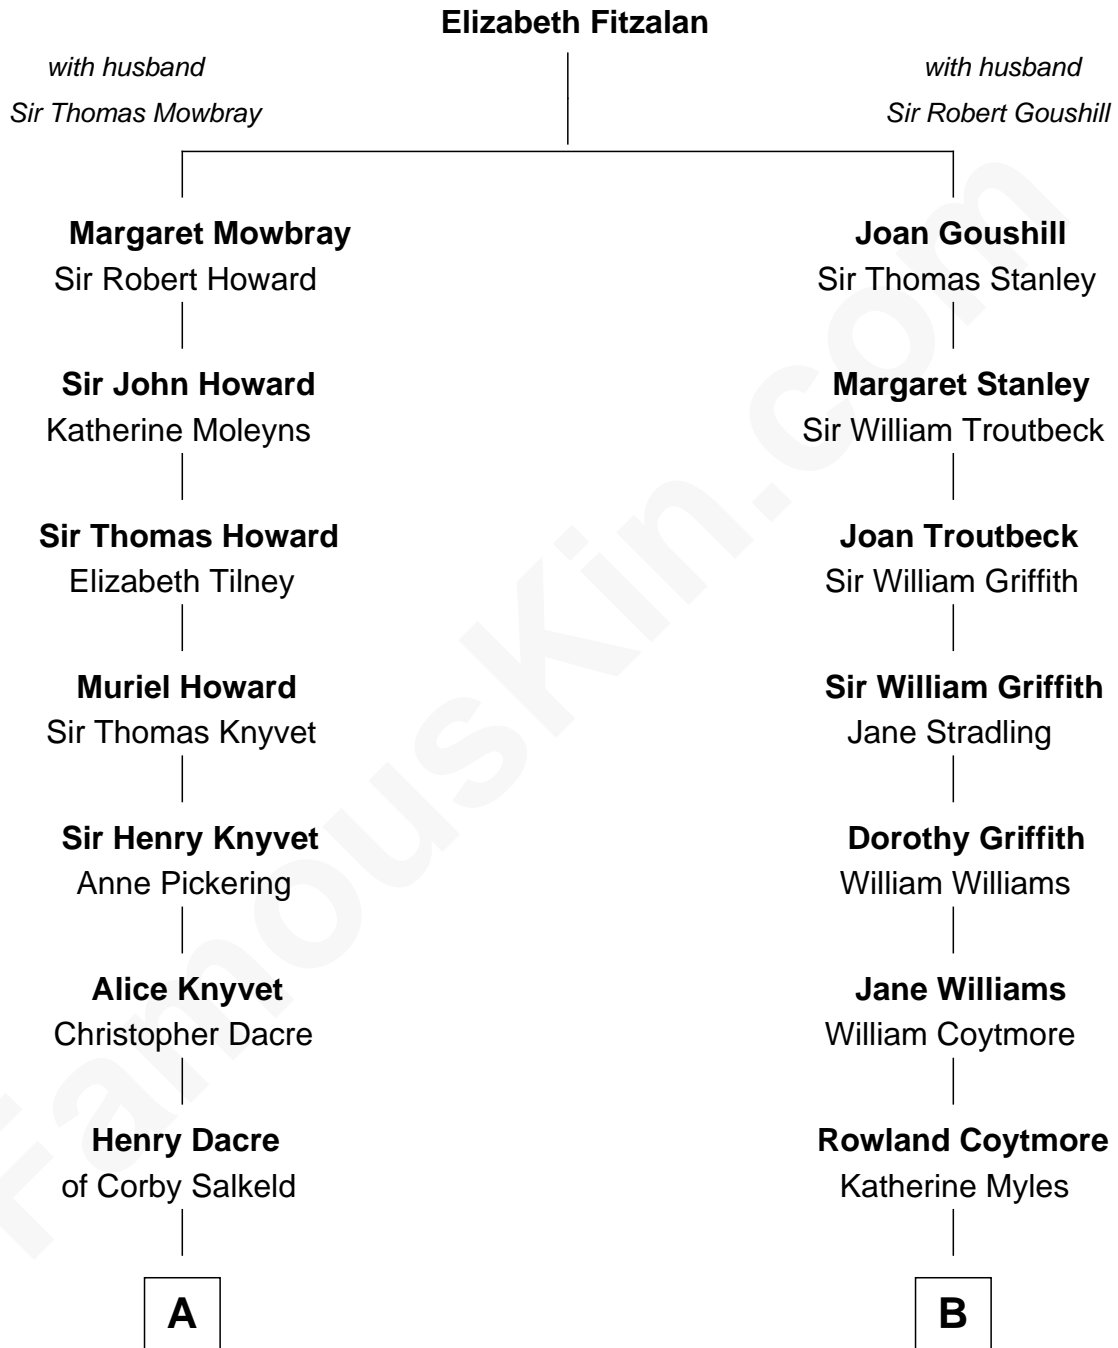 Elizabeth Fitzalan
with husband
Sir Thomas Mowbray
with husband
Sir Robert Goushill
Margaret Mowbray
Sir Robert Howard
Joan Goushill
Sir Thomas Stanley
Sir John Howard
Katherine Moleyns
Margaret Stanley
Sir William Troutbeck
Sir Thomas Howard
Elizabeth Tilney
Joan Troutbeck
Sir William Griffith
Muriel Howard
Sir Thomas Knyvet
Sir William Griffith
Jane Stradling
Sir Henry Knyvet
Anne Pickering
Dorothy Griffith
William Williams
Alice Knyvet
Christopher Dacre
Jane Williams
William Coytmore
Henry Dacre
of Corby Salkeld
Rowland Coytmore
Katherine Myles
A
B
FamousKin.com